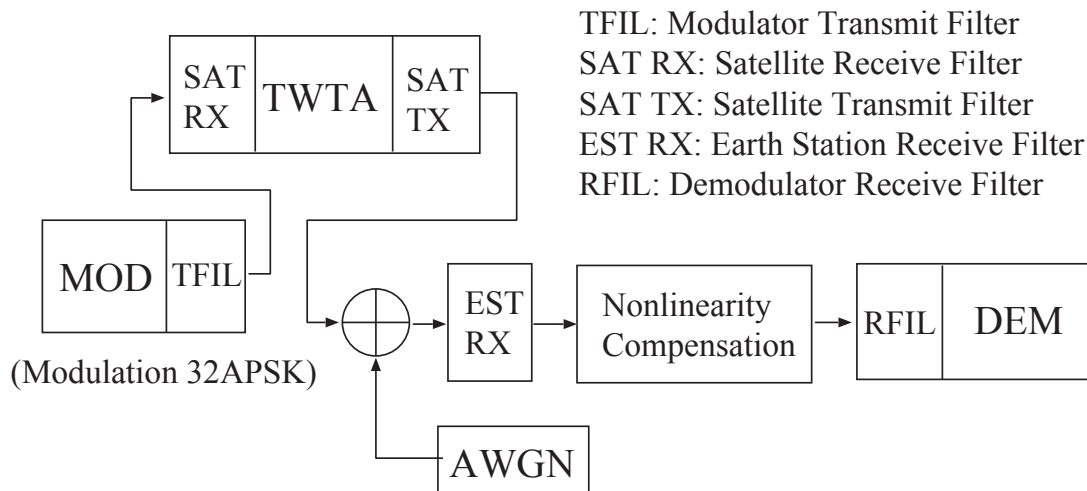 TFIL: Modulator Transmit Filter
SAT RX: Satellite Receive Filter
SAT TX: Satellite Transmit Filter
EST RX: Earth Station Receive Filter
RFIL: Demodulator Receive Filter
SAT
RX
TWTA
SAT
TX
MOD
TFIL
(Modulation 32APSK)
EST
RX
Nonlinearity
Compensation
RFIL
DEM
AWGN